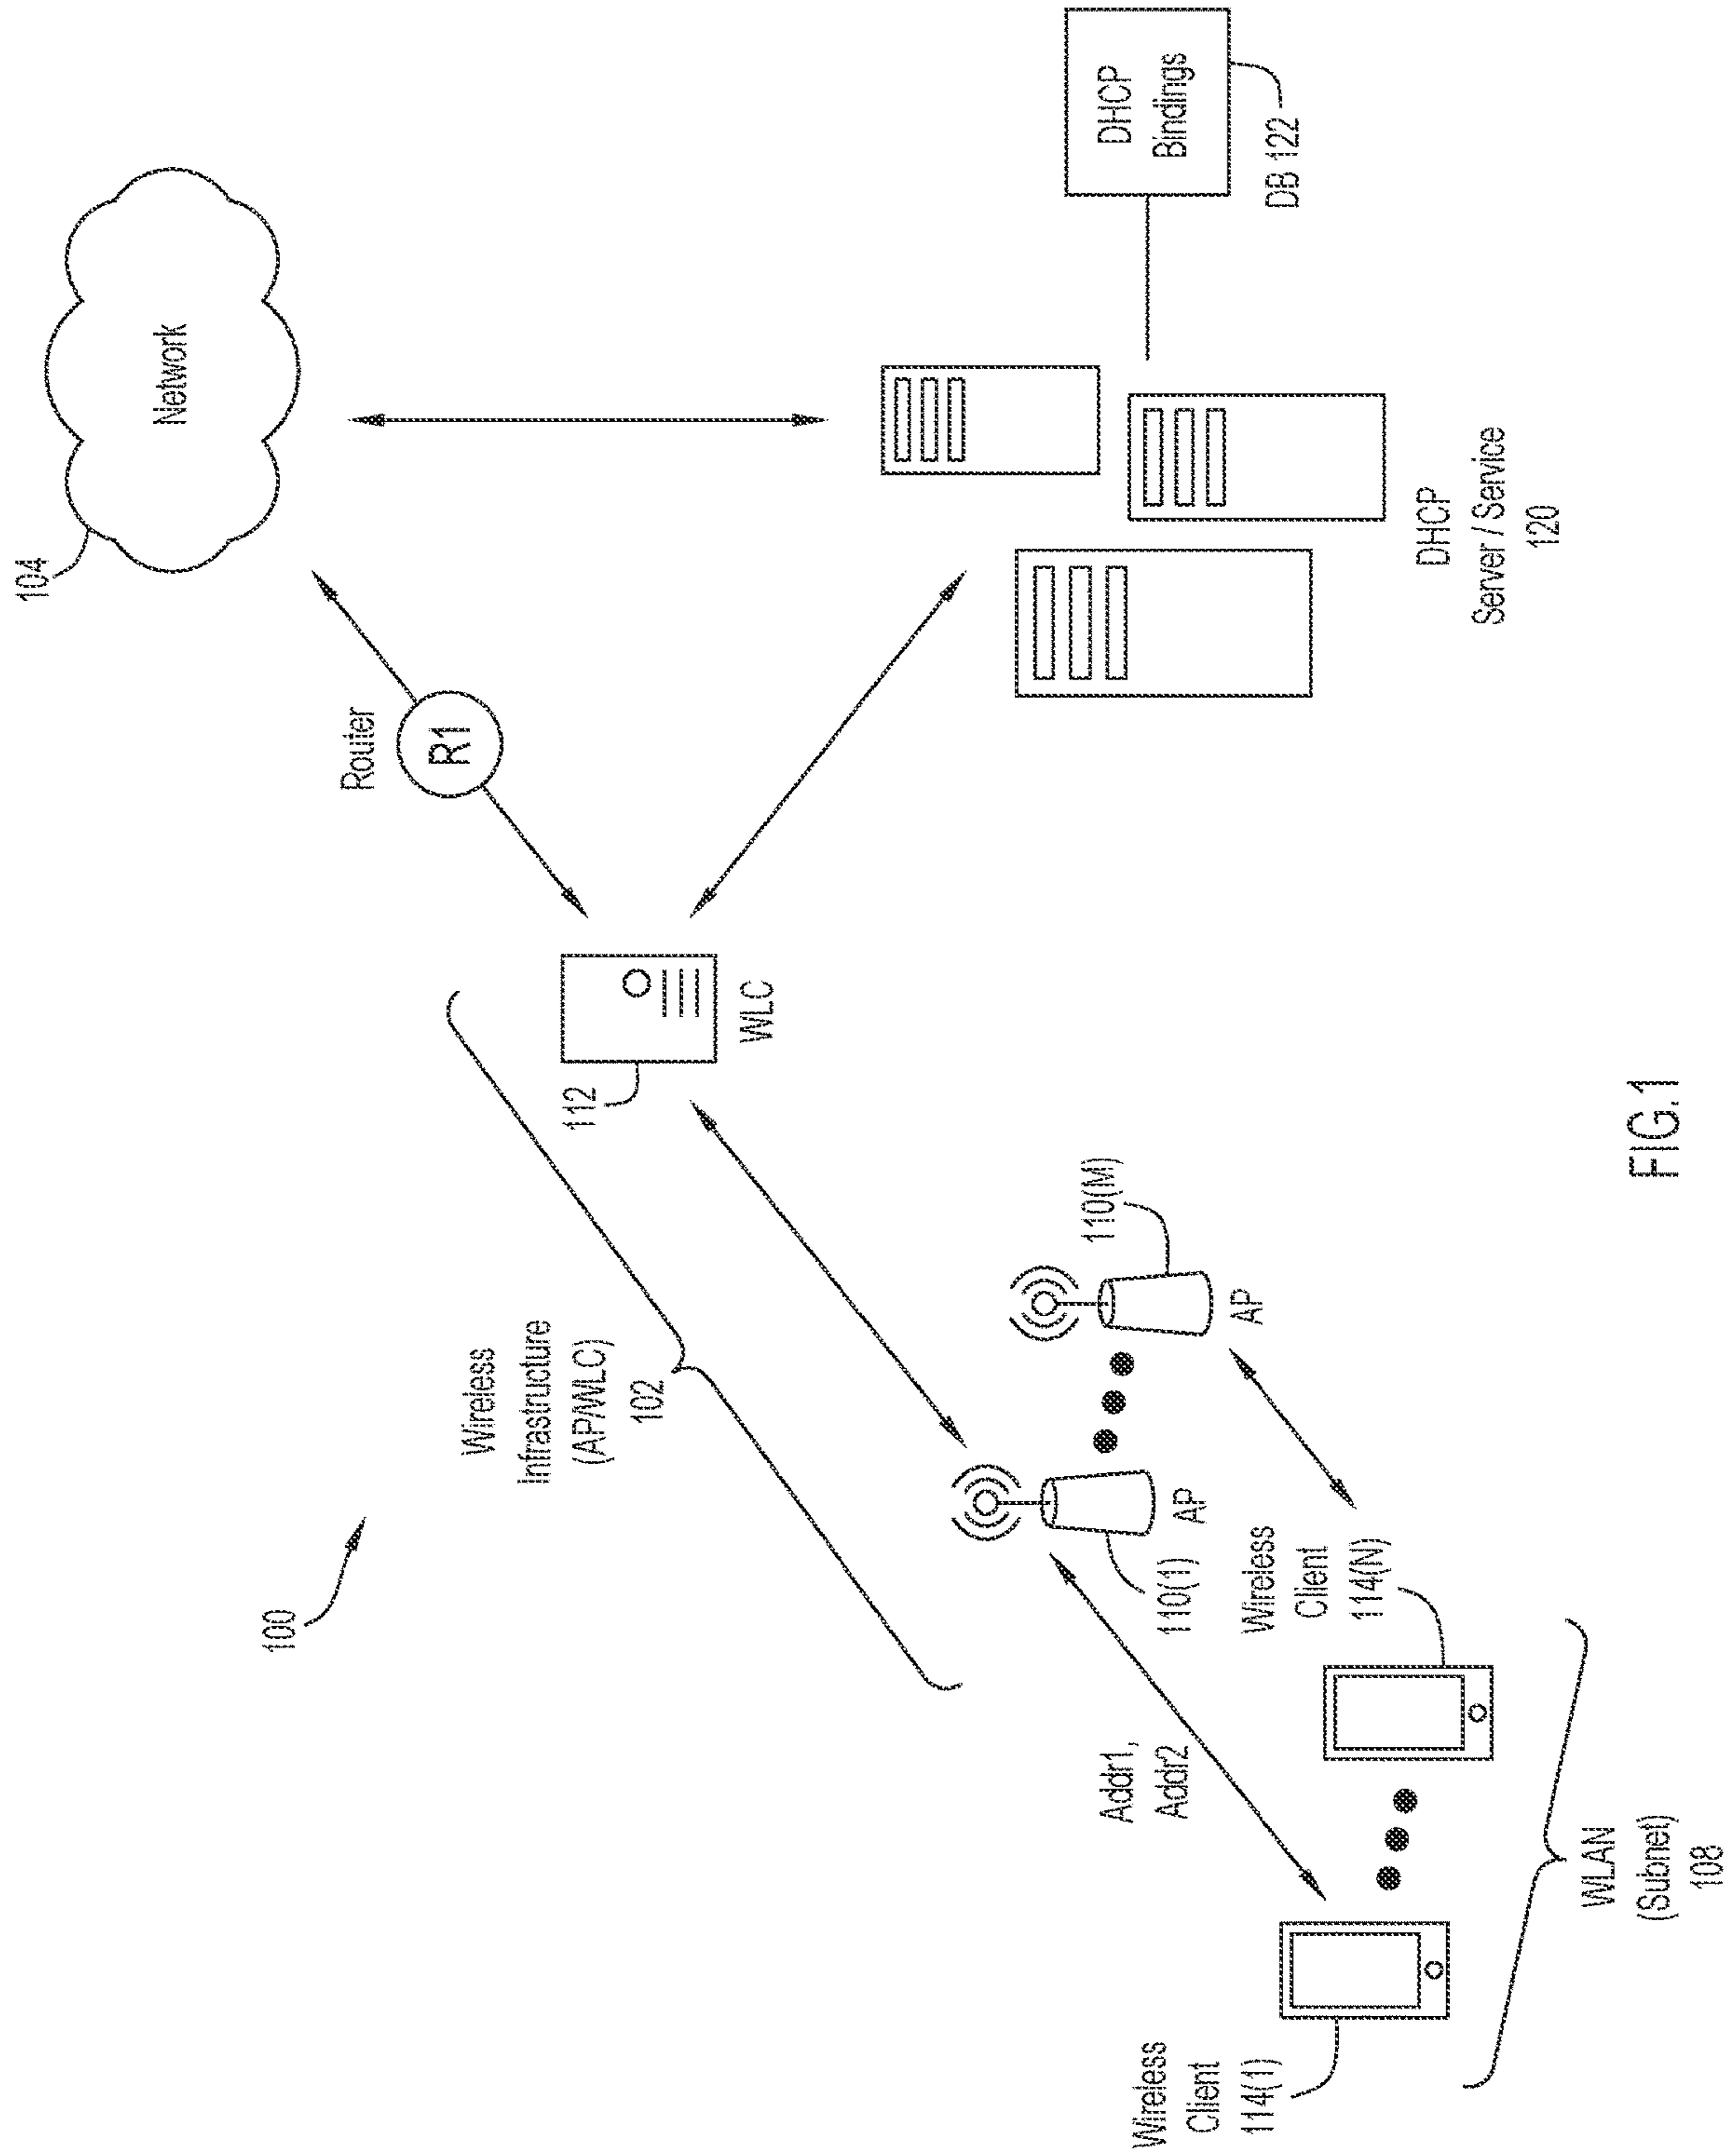 100
104
Network
Router
R1
Wireless
Infrastructure
(AP/WLC)
102
112
WLC
DHCP
Bindings
DB 122
DHCP
Server / Service
120
110(M)
AP
AP
110(1)
Addr1,
Addr2
Wireless
Client
114(N)
Wireless
Client
114(1)
WLAN
(Subnet)
108
FIG.1